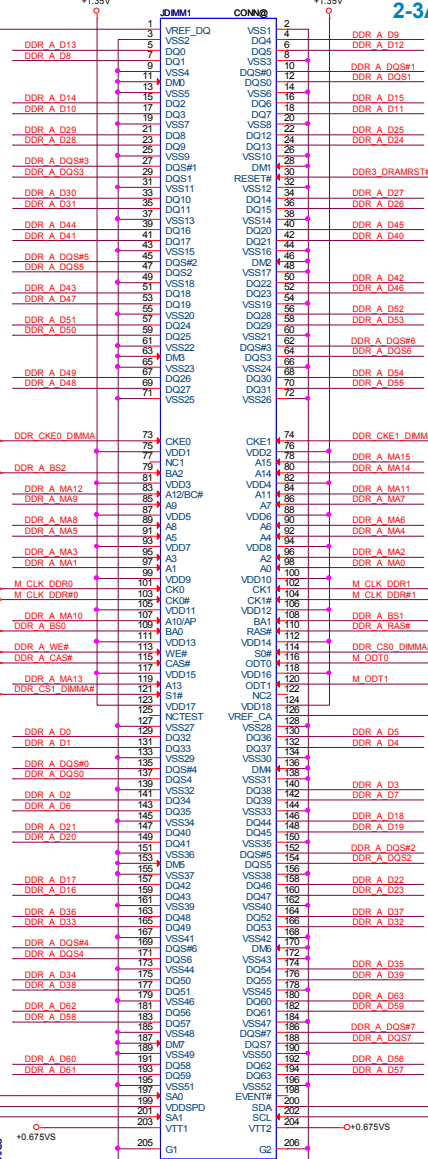 +1.35V +1.35V
2-3A
JDIMM1 CONN@
1 VREF_DQ VSS1 2
DDR_A_D13 3 VSS2 DQ4 4 DDR_A_D9
DDR_A_D8 5 DQ0 DQ5 6 DDR_A_D12
7 DQ1 VSS3 8
9 VSS4 DQS#0 10 DDR_A_DQS#1
11 DM0 DQS0 12 DDR_A_DQS1
13 VSS5 VSS6 14
DDR_A_D14 15 DQ2 DQ6 16 DDR_A_D15
DDR_A_D10 17 DQ3 DQ7 18 DDR_A_D11
19 VSS7 VSS8 20
DDR_A_D29 21 DQ8 DQ12 22 DDR_A_D25
DDR_A_D28 23 DQ9 DQ13 24 DDR_A_D24
25 VSS9 VSS10 26
DDR_A_DQS#3 27 DQS#1 DM1 28
DDR_A_DQS3 29 DQS1 RESET# 30 DDR3_DRAMRST#
31 VSS11 VSS12 32
DDR_A_D30 33 DQ10 DQ14 34 DDR_A_D27
DDR_A_D31 35 DQ11 DQ15 36 DDR_A_D26
37 VSS13 VSS14 38
DDR_A_D44 39 DQ16 DQ20 40 DDR_A_D45
DDR_A_D41 41 DQ17 DQ21 42 DDR_A_D40
43 VSS15 VSS16 44
DDR_A_DQS#5 45 DQS#2 DM2 46
DDR_A_DQS5 47 DQS2 VSS17 48
49 VSS18 DQ22 50 DDR_A_D42
DDR_A_D43 51 DQ18 DQ23 52 DDR_A_D46
DDR_A_D47 53 DQ19 VSS19 54
55 VSS20 DQ28 56 DDR_A_D52
DDR_A_D51 57 DQ24 DQ29 58 DDR_A_D53
DDR_A_D50 59 DQ25 VSS21 60
61 VSS22 DQS#3 62 DDR_A_DQS#6
63 DM3 DQS3 64 DDR_A_DQS6
65 VSS23 VSS24 66
DDR_A_D49 67 DQ26 DQ30 68 DDR_A_D54
DDR_A_D48 69 DQ27 DQ31 70 DDR_A_D55
71 VSS25 VSS26 72
DDR_CKE0_DIMMA 73 CKE0 CKE1 74 DDR_CKE1_DIMM
75 VDD1 VDD2 76
77 NC1 A15 78 DDR_A_MA15
DDR_A_BS2 79 BA2 A14 80 DDR_A_MA14
81 VDD3 VDD4 82
DDR_A_MA12 83 A12/BC# A11 84 DDR_A_MA11
DDR_A_MA9 85 A9 A7 86 DDR_A_MA7
87 VDD5 VDD6 88
DDR_A_MA8 89 A8 A6 90 DDR_A_MA6
DDR_A_MA5 91 A5 A4 92 DDR_A_MA4
93 VDD7 VDD8 94
DDR_A_MA3 95 A3 A2 96 DDR_A_MA2
DDR_A_MA1 97 A1 A0 98 DDR_A_MA0
99 VDD9 VDD10 100
M_CLK_DDR0 101 CK0 CK1 102 M_CLK_DDR1
M_CLK_DDR#0 103 CK0# CK1# 104 M_CLK_DDR#1
105 VDD11 VDD12 106
DDR_A_MA10 107 A10/AP BA1 108 DDR_A_BS1
DDR_A_BS0 109 BA0 RAS# 110 DDR_A_RAS#
111 VDD13 VDD14 112
DDR_A_WE# 113 WE# S0# 114 DDR_CS0_DIMMA
DDR_A_CAS# 115 CAS# ODT0 116 M_ODT0
117 VDD15 VDD16 118
DDR_A_MA13 119 A13 ODT1 120 M_ODT1
DDR_CS1_DIMMA# 121 S1# NC2 122
123 VDD17 VDD18 124
125 NCTEST VREF_CA 126
127 VSS27 VSS28 128
DDR_A_D0 129 DQ32 DQ36 130 DDR_A_D5
DDR_A_D1 131 DQ33 DQ37 132 DDR_A_D4
133 VSS29 VSS30 134
DDR_A_DQS#0 135 DQS#4 DM4 136
DDR_A_DQS0 137 DQS4 VSS31 138
139 VSS32 DQ38 140 DDR_A_D3
DDR_A_D2 141 DQ34 DQ39 142 DDR_A_D7
DDR_A_D6 143 DQ35 VSS33 144
145 VSS34 DQ44 146 DDR_A_D18
DDR_A_D21 147 DQ40 DQ45 148 DDR_A_D19
DDR_A_D20 149 DQ41 VSS35 150
151 VSS36 DQS#5 152 DDR_A_DQS#2
153 DM5 DQS5 154 DDR_A_DQS2
155 VSS37 VSS38 156
DDR_A_D17 157 DQ42 DQ46 158 DDR_A_D22
DDR_A_D16 159 DQ43 DQ47 160 DDR_A_D23
161 VSS39 VSS40 162
DDR_A_D36 163 DQ48 DQ52 164 DDR_A_D37
DDR_A_D33 165 DQ49 DQ53 166 DDR_A_D32
167 VSS41 VSS42 168
DDR_A_DQS#4 169 DQS#6 DM6 170
DDR_A_DQS4 171 DQS6 VSS43 172
173 VSS44 DQ54 174 DDR_A_D35
DDR_A_D34 175 DQ50 DQ55 176 DDR_A_D39
DDR_A_D38 177 DQ51 VSS45 178
179 VSS46 DQ60 180 DDR_A_D63
DDR_A_D62 181 DQ56 DQ61 182 DDR_A_D59
DDR_A_D58 183 DQ57 VSS47 184
185 VSS48 DQS#7 186 DDR_A_DQS#7
187 DM7 DQS7 188 DDR_A_DQS7
189 VSS49 VSS50 190
DDR_A_D60 191 DQ58 DQ62 192 DDR_A_D56
DDR_A_D61 193 DQ59 DQ63 194 DDR_A_D57
195 VSS51 VSS52 196
197 SA0 EVENT# 198
199 VDDSPD SDA 200
201 SA1 SCL 202
+0.675VS 203 VTT1 VTT2 204 +0.675VS
205 G1 G2 206